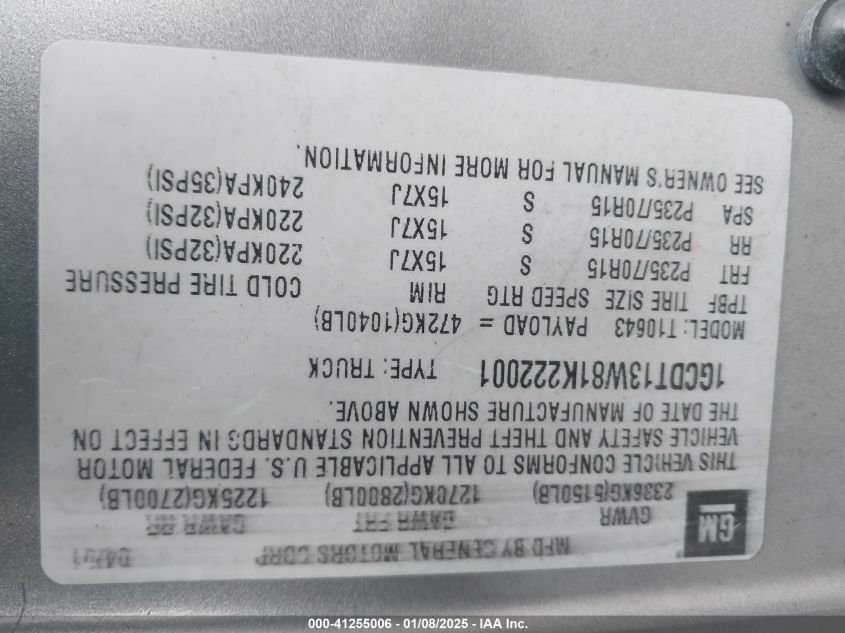 MFD BY GENERAL MOTORS CORP 04/01
GM
GVWR GAWR FRT GAWR RR
2336KG(5150LB) 1270KG(2800LB) 1225KG(2700LB)
THIS VEHICLE CONFORMS TO ALL APPLICABLE U.S. FEDERAL MOTOR
VEHICLE SAFETY AND THEFT PREVENTION STANDARDS IN EFFECT ON
THE DATE OF MANUFACTURE SHOWN ABOVE.
1GCDT13W81K222001 TYPE: TRUCK
MODEL: T10643 PAYLOAD = 472KG(1040LB)
TPBF TIRE SIZE SPEED RTG RIM COLD TIRE PRESSURE
FRT P235/70R15 S 15X7J 220KPA(32PSI)
RR P235/70R15 S 15X7J 220KPA(32PSI)
SPA P235/70R15 S 15X7J 240KPA(35PSI)
SEE OWNER'S MANUAL FOR MORE INFORMATION.
000-41255006 - 01/08/2025 - IAA Inc.